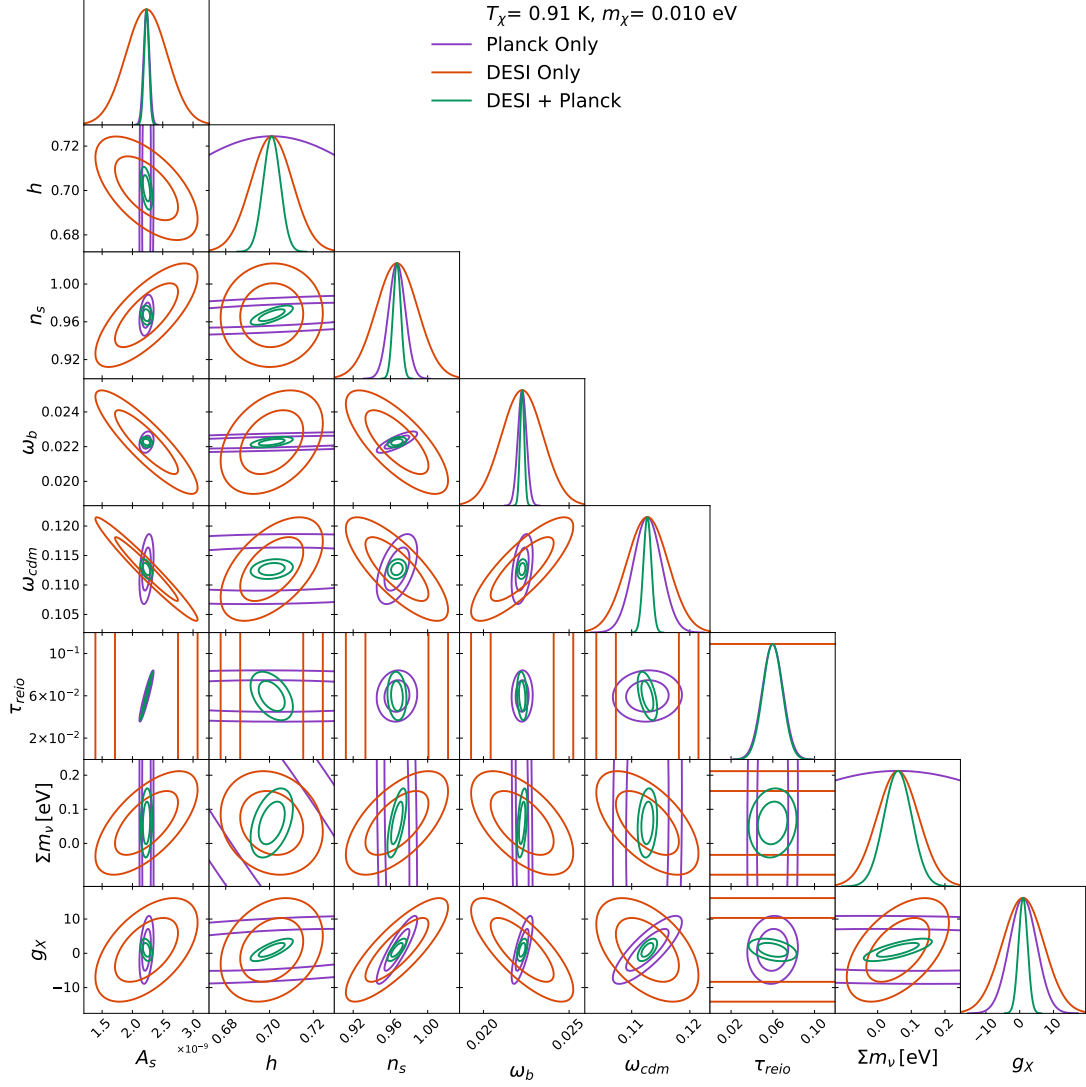 T_χ= 0.91 K, m_χ= 0.010 eV
Planck Only
DESI Only
DESI + Planck
0.72
0.70
0.68
h
1.00
0.96
0.92
n_s
0.024
0.022
0.020
ω_b
0.120
0.115
0.110
0.105
ω_cdm
10⁻¹
6×10⁻²
2×10⁻²
τ_reio
0.2
0.1
0.0
Σm_ν [eV]
10
0
−10
g_X
1.5 2.0 2.5 3.0
×10⁻⁹
A_s
0.68 0.70 0.72
h
0.92 0.96 1.00
n_s
0.020 0.025
ω_b
0.11 0.12
ω_cdm
0.02 0.06 0.10
τ_reio
0.0 0.1 0.2
Σm_ν [eV]
−10 0 10
g_X